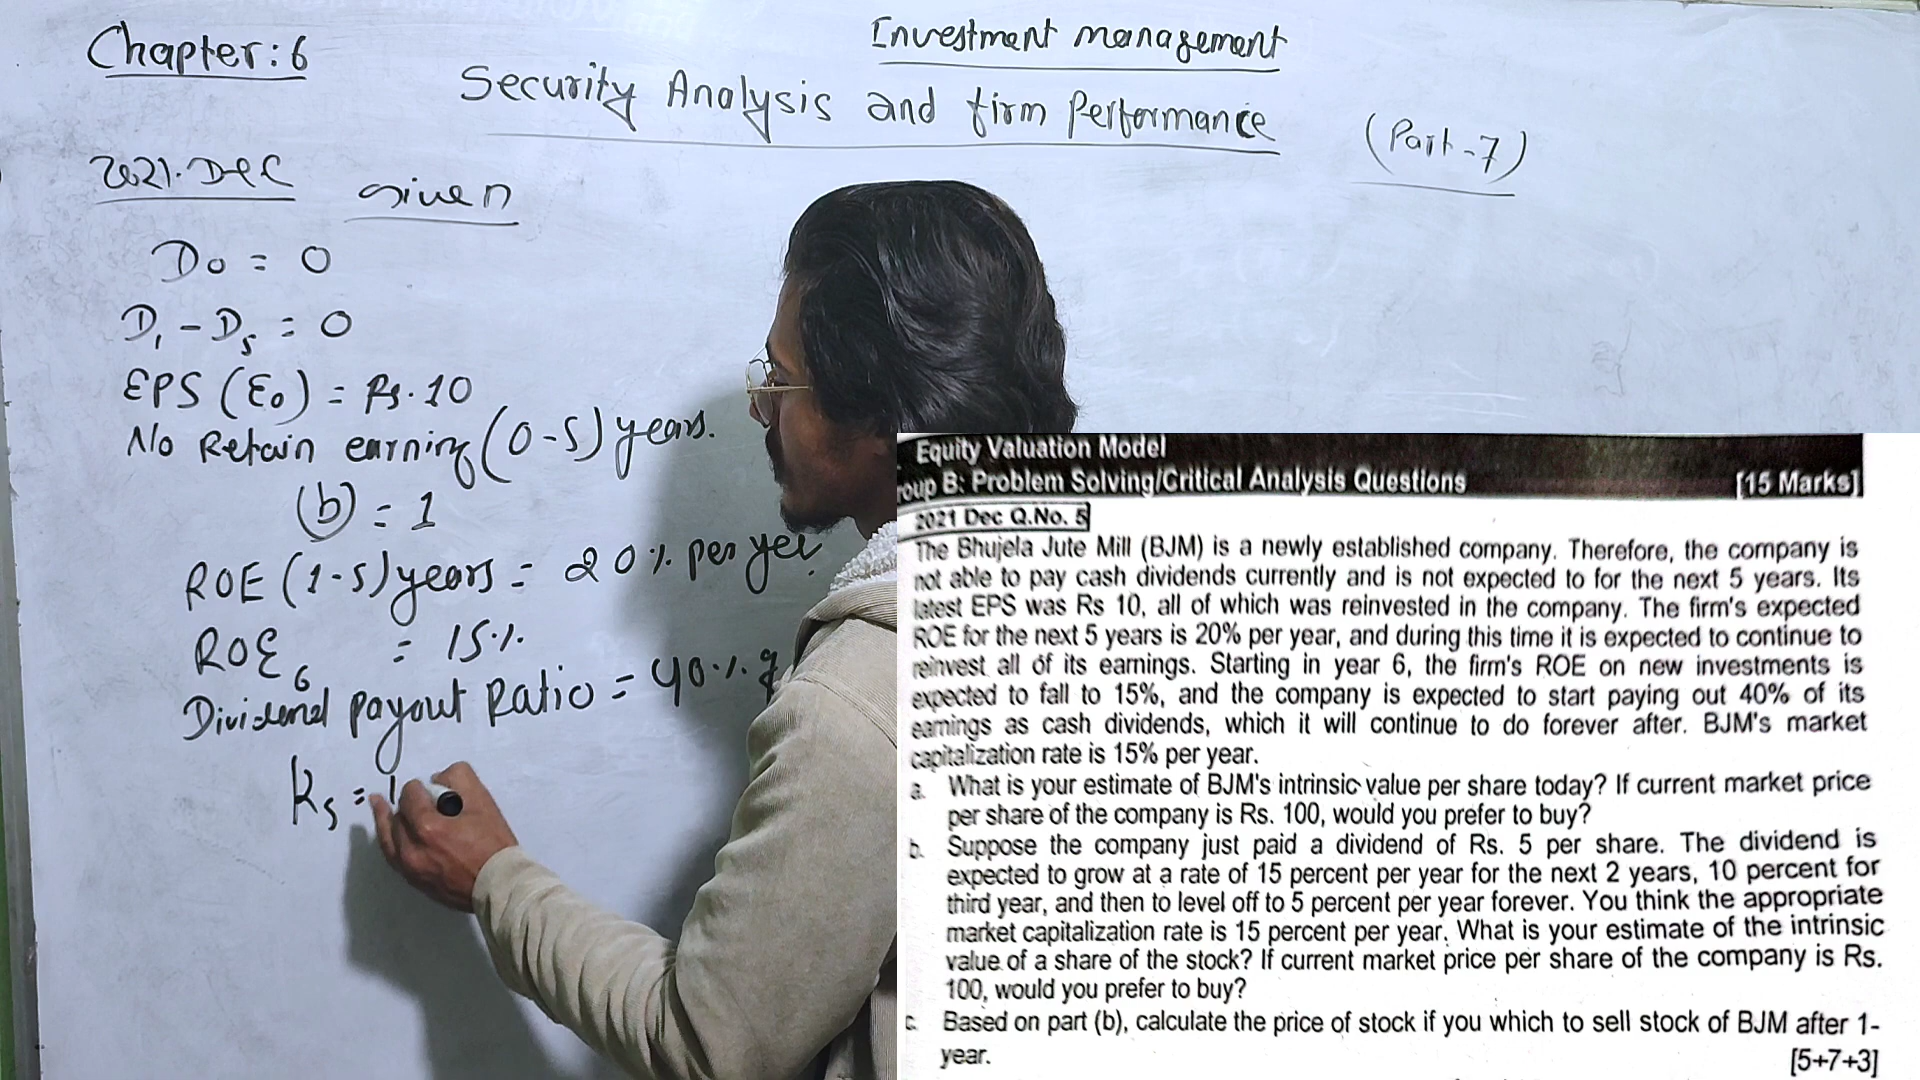 Chapter: 6
Investment management
Security Analysis and firm Performance
(Part-7)
2021. Dec given
D0 = 0
D1 - D5 = 0
EPS (E0) = Rs. 10
No Retain earning (0-5) years.
(b) = 1
ROE (1-5) years = 20% per
ROE6 = 15%
Dividend Payout Ratio = 40%
Ks =
Equity Valuation Model
roup B: Problem Solving/Critical Analysis Questions [15 Marks]
2021 Dec Q.No. 5
The Bhujela Jute Mill (BJM) is a newly established company. Therefore, the company is
not able to pay cash dividends currently and is not expected to for the next 5 years. Its
latest EPS was Rs 10, all of which was reinvested in the company. The firm's expected
ROE for the next 5 years is 20% per year, and during this time it is expected to continue to
reinvest all of its earnings. Starting in year 6, the firm's ROE on new investments is
expected to fall to 15%, and the company is expected to start paying out 40% of its
earnings as cash dividends, which it will continue to do forever after. BJM's market
capitalization rate is 15% per year.
a. What is your estimate of BJM's intrinsic value per share today? If current market price
per share of the company is Rs. 100, would you prefer to buy?
b. Suppose the company just paid a dividend of Rs. 5 per share. The dividend is
expected to grow at a rate of 15 percent per year for the next 2 years, 10 percent for
third year, and then to level off to 5 percent per year forever. You think the appropriate
market capitalization rate is 15 percent per year. What is your estimate of the intrinsic
value of a share of the stock? If current market price per share of the company is Rs.
100, would you prefer to buy?
c. Based on part (b), calculate the price of stock if you which to sell stock of BJM after 1-
year. [5+7+3]